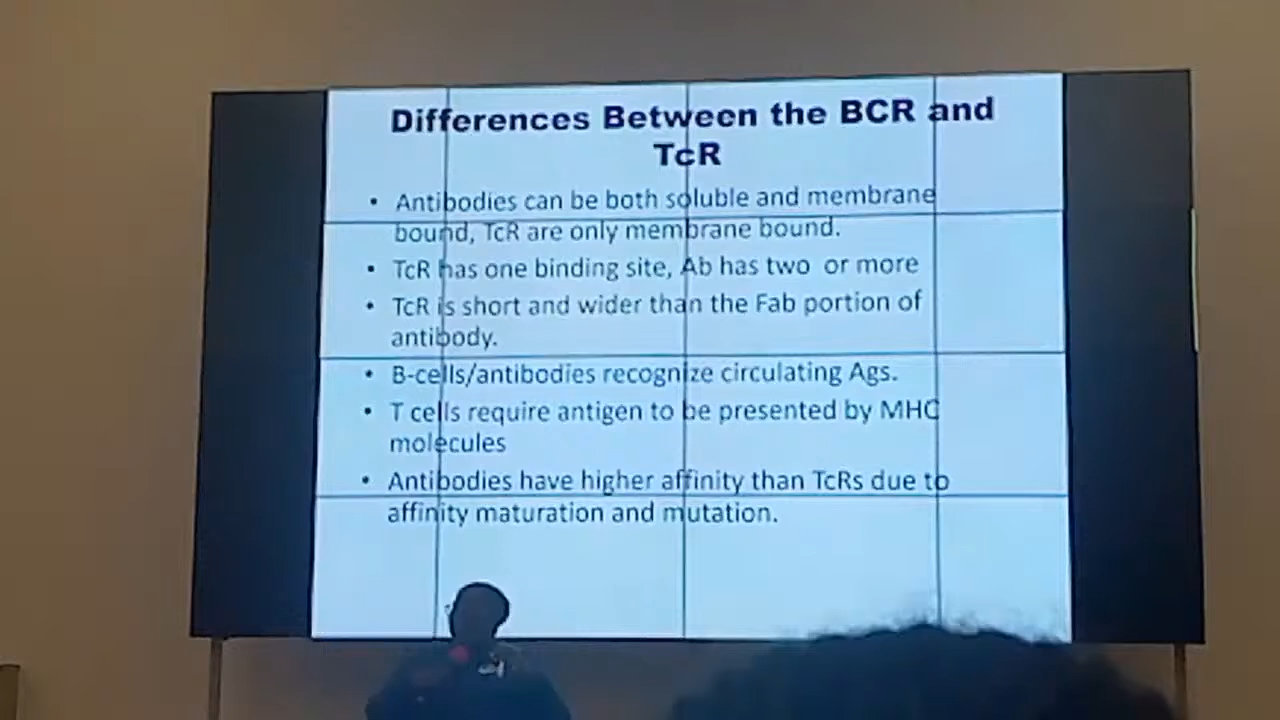 Differences Between the BCR and
TcR
• Antibodies can be both soluble and membrane
bound, TcR are only membrane bound.
• TcR has one binding site, Ab has two or more
• TcR is short and wider than the Fab portion of
antibody.
• B-cells/antibodies recognize circulating Ags.
• T cells require antigen to be presented by MHC
molecules
• Antibodies have higher affinity than TcRs due to
affinity maturation and mutation.